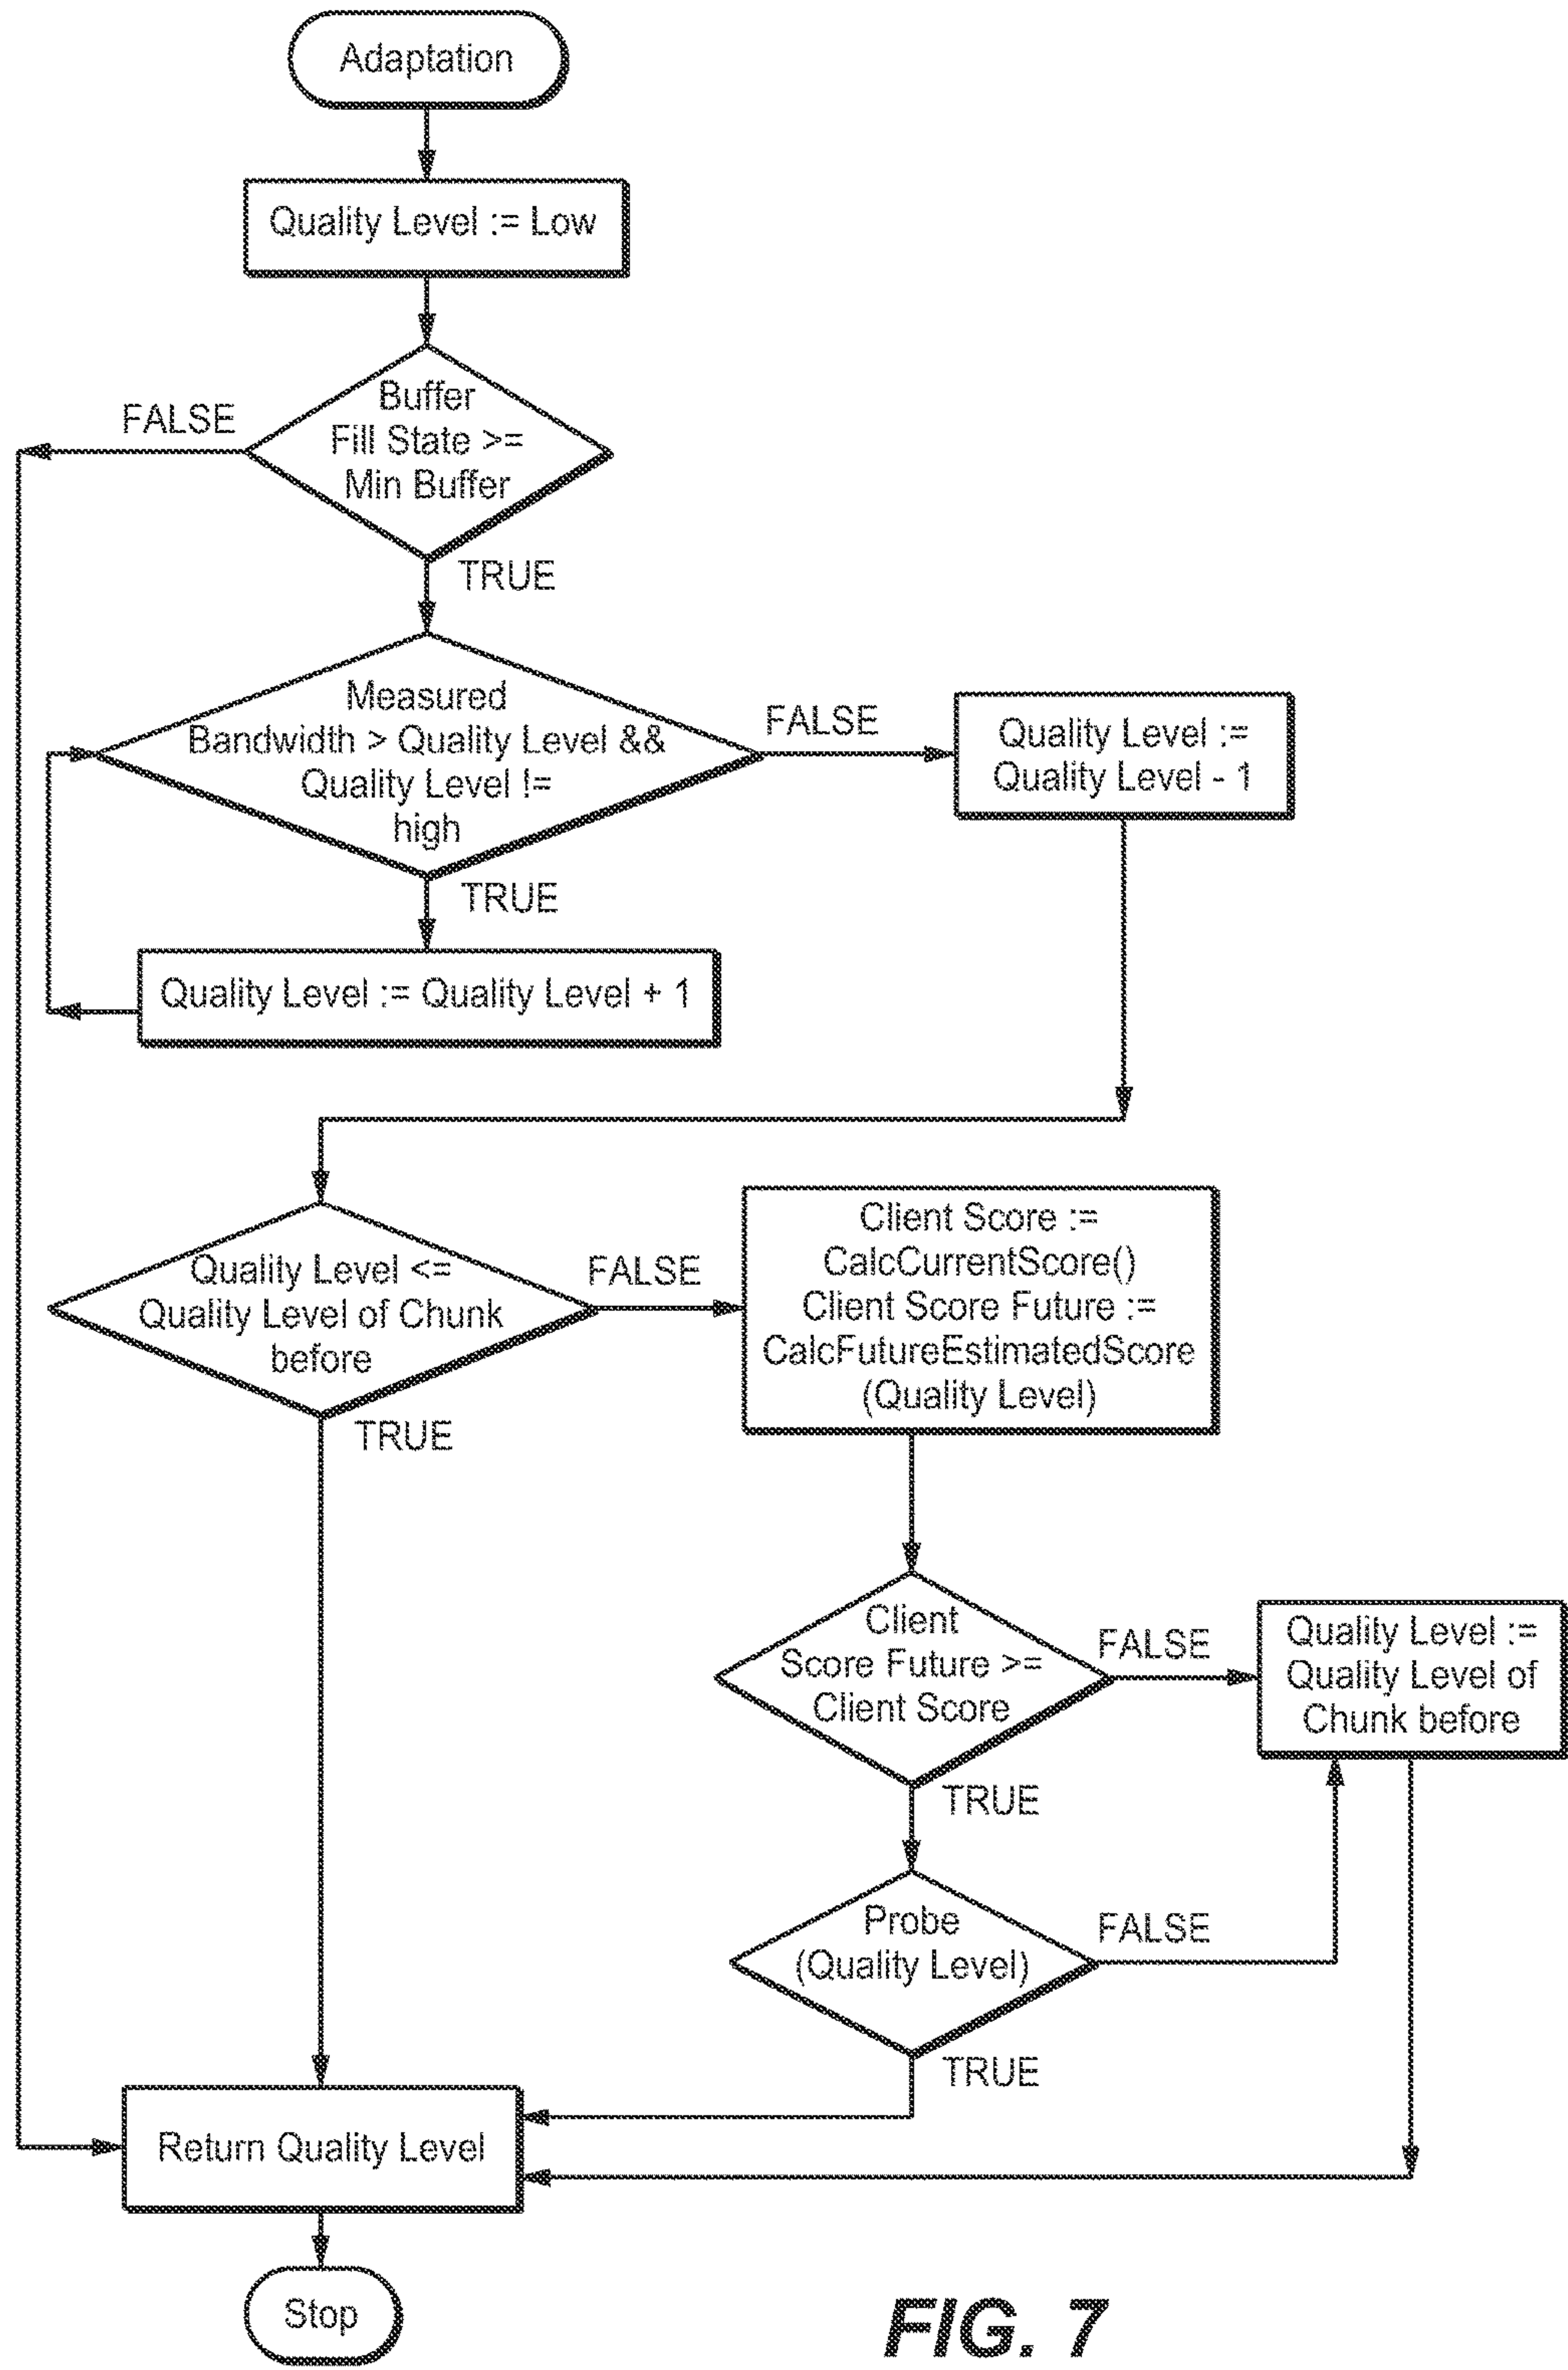 Adaptation
Quality Level := Low
Buffer
Fill State >=
Min Buffer
FALSE
TRUE
Measured
Bandwidth > Quality Level &&
Quality Level !=
high
FALSE
TRUE
Quality Level :=
Quality Level - 1
Quality Level := Quality Level + 1
Quality Level <=
Quality Level of Chunk
before
FALSE
TRUE
Client Score :=
CalcCurrentScore()
Client Score Future :=
CalcFutureEstimatedScore
(Quality Level)
Client
Score Future >=
Client Score
FALSE
TRUE
Quality Level :=
Quality Level of
Chunk before
Probe
(Quality Level)
FALSE
TRUE
Return Quality Level
Stop
FIG. 7